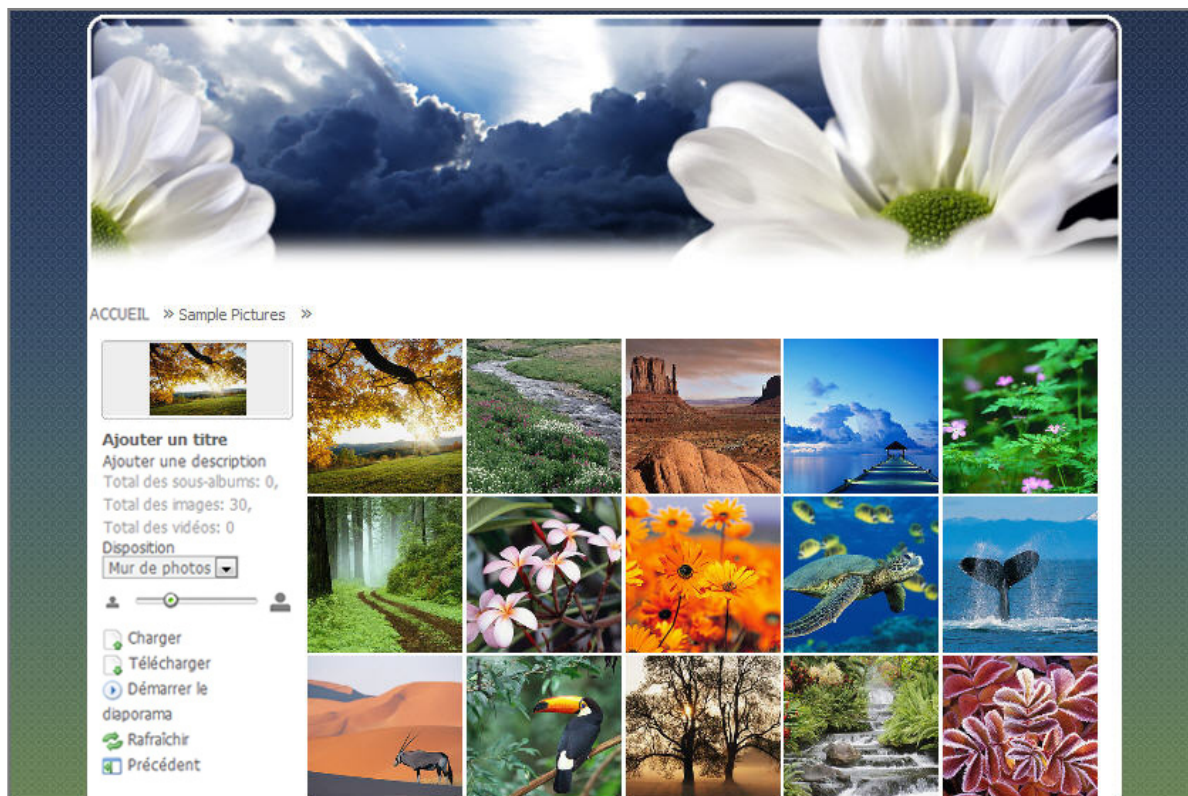 ACCUEIL » Sample Pictures »
Ajouter un titre
Ajouter une description
Total des sous-albums: 0,
Total des images: 30,
Total des vidéos: 0
Disposition
Mur de photos
Charger
Télécharger
Démarrer le
diaporama
Rafraîchir
Précédent